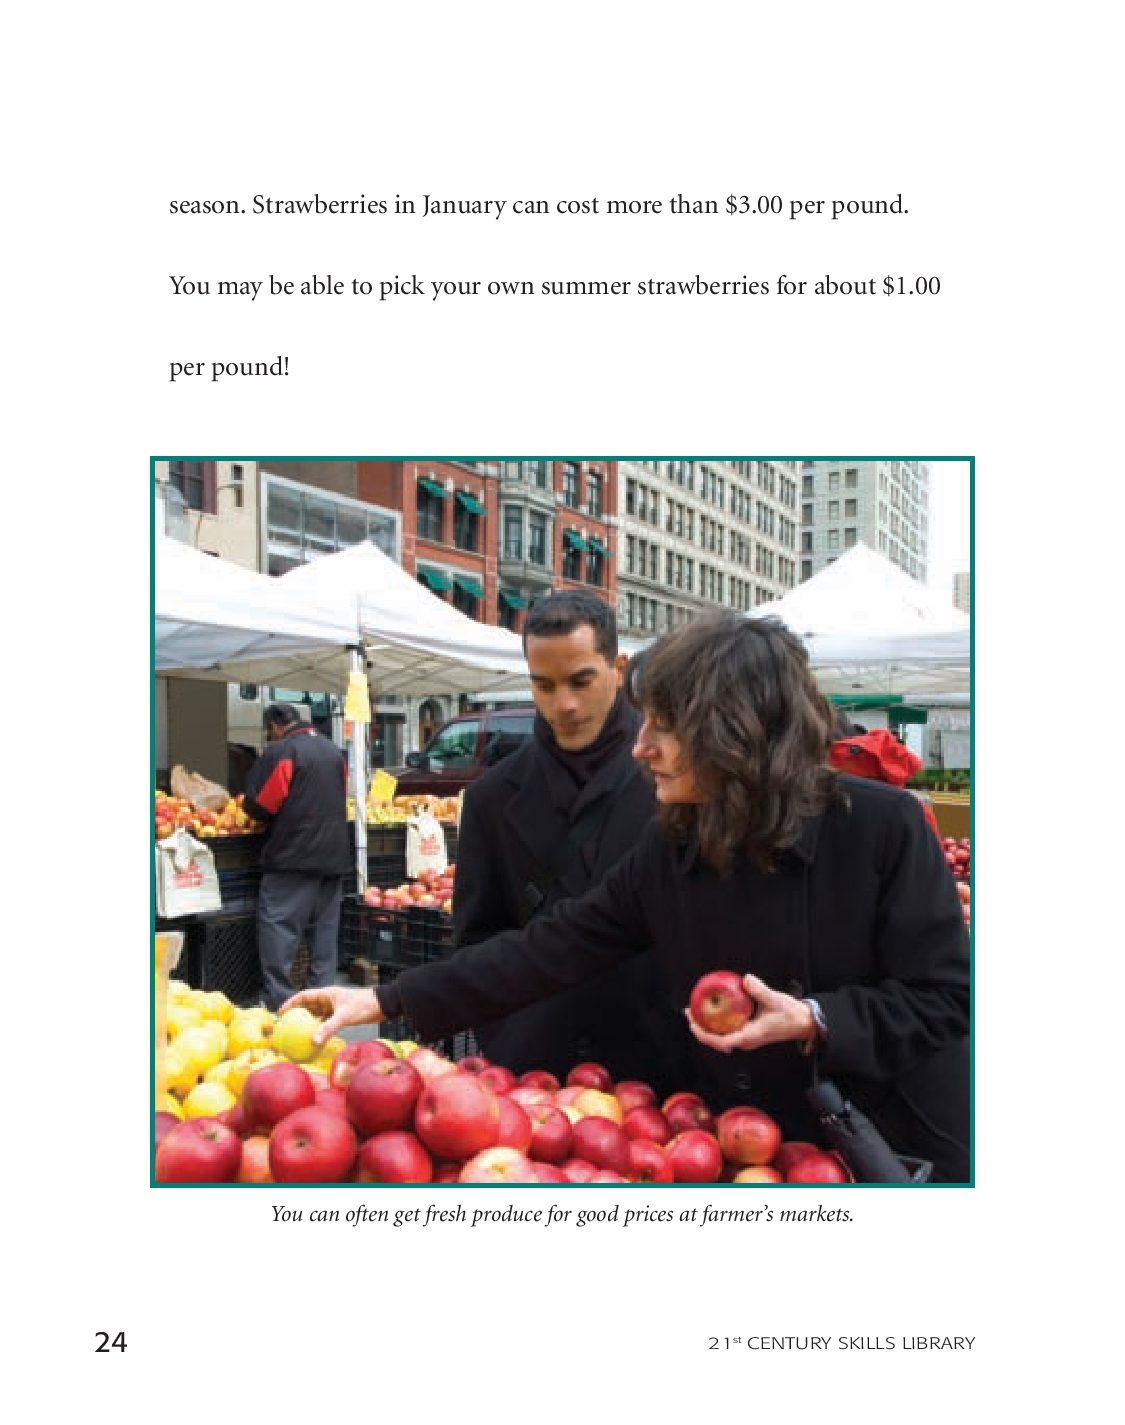 season. Strawberries in January can cost more than $3.00 per pound.
You may be able to pick your own summer strawberries for about $1.00
per pound!
You can often get fresh produce for good prices at farmer's markets.
24
21st CENTURY SKILLS LIBRARY